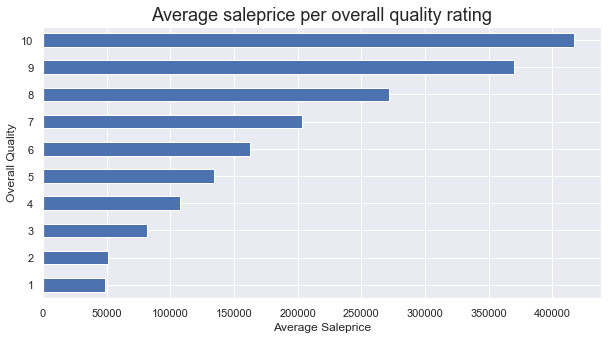 Average saleprice per overall quality rating
10
9
8
7
6
5
4
3
2
1
Overall Quality
0 50000 100000 150000 200000 250000 300000 350000 400000
Average Saleprice